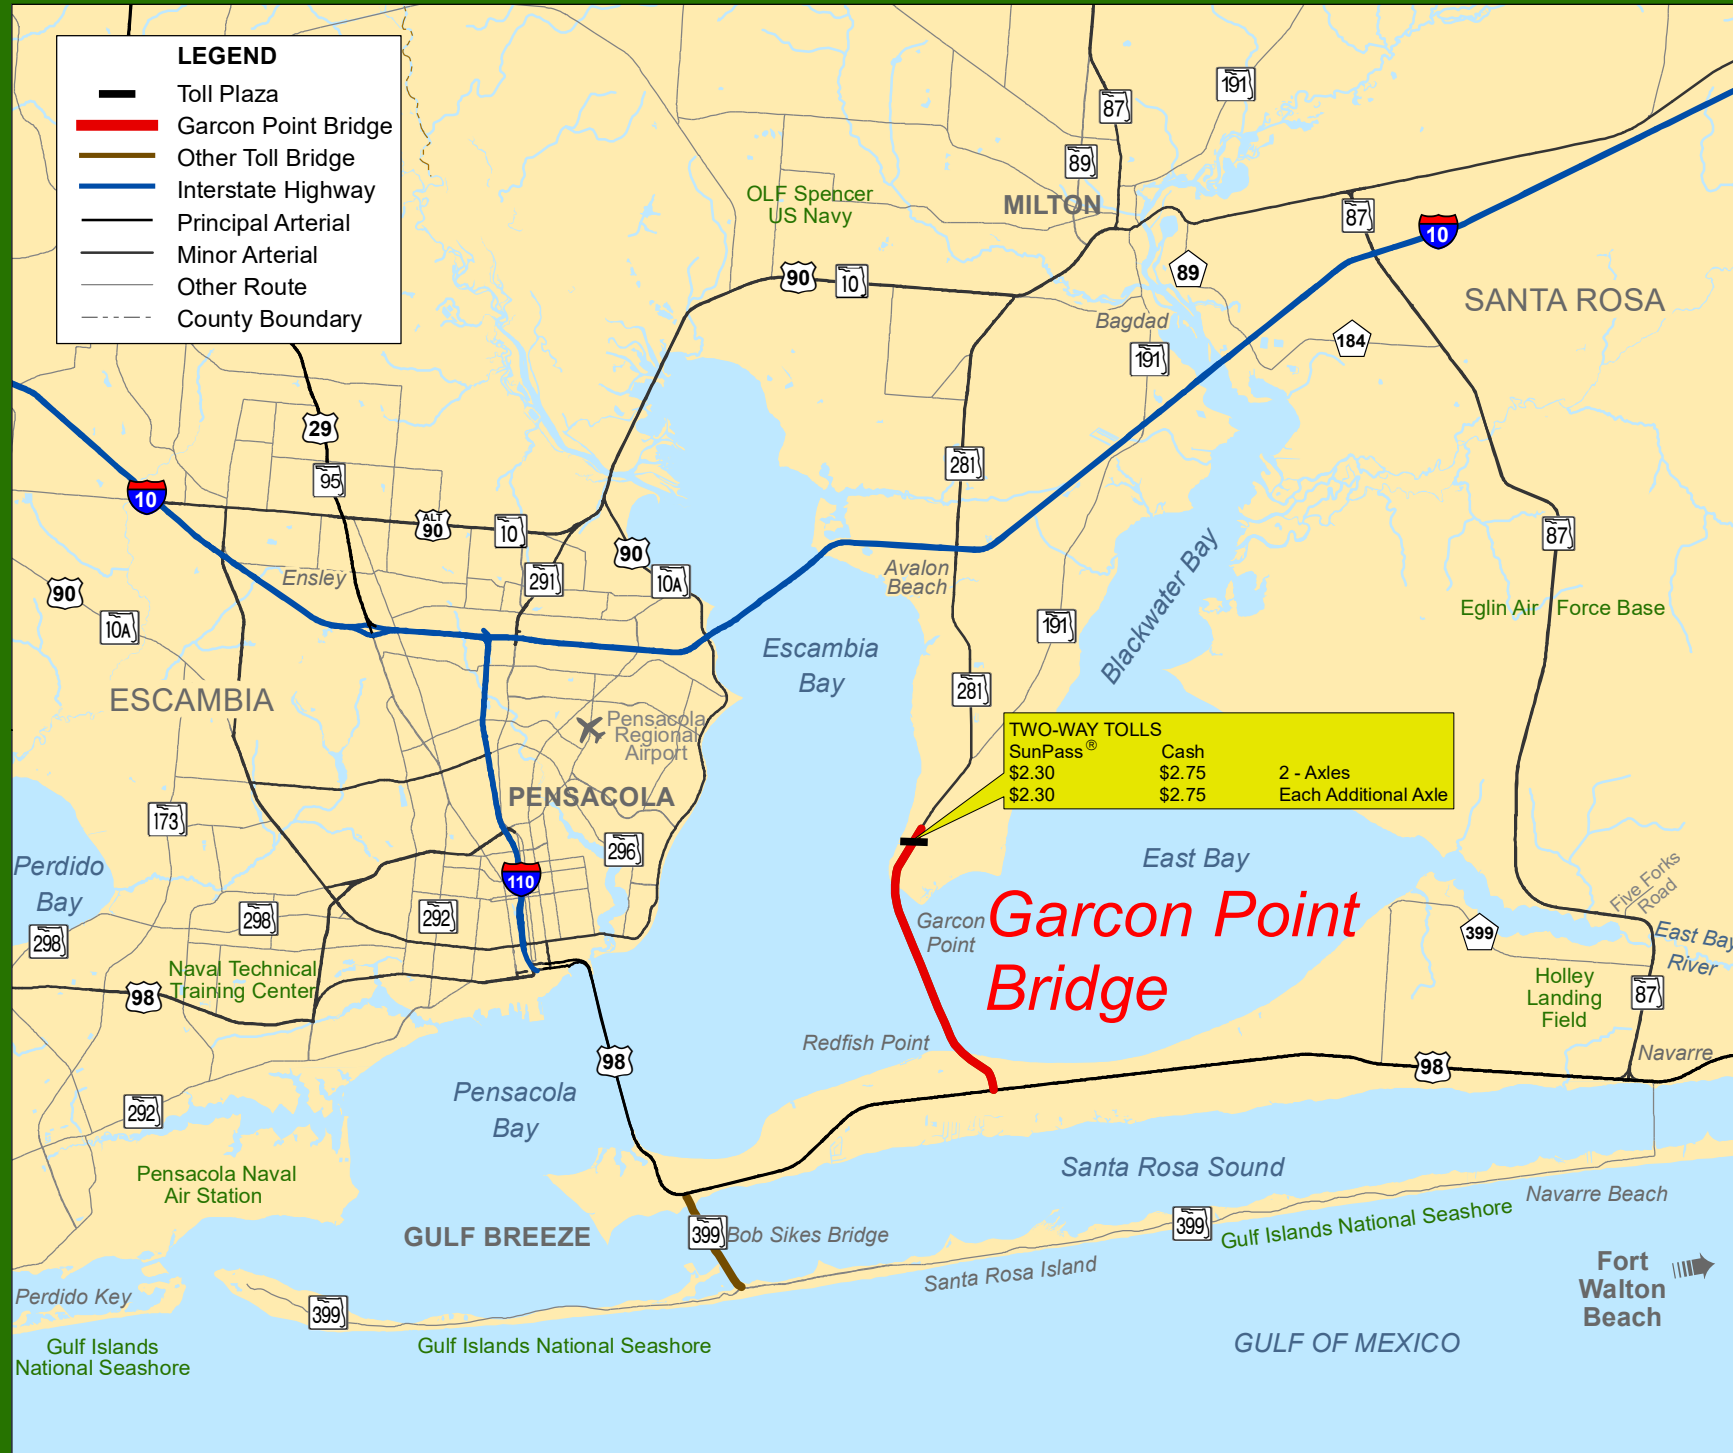 LEGEND
Toll Plaza
Garcon Point Bridge
Other Toll Bridge
Interstate Highway
Principal Arterial
Minor Arterial
Other Route
County Boundary
191
87
89
OLF Spencer
US Navy
MILTON
87
10
90
10
89
SANTA ROSA
Bagdad
191
184
29
95
281
10
ALT
90
10
90
87
Ensley
291
10A
Avalon
Beach
90
10A
191
Eglin Air Force Base
Blackwater Bay
Escambia
Bay
281
ESCAMBIA
Pensacola
Regional
Airport
TWO-WAY TOLLS
SunPass® Cash
$2.30 $2.75 2 - Axles
$2.30 $2.75 Each Additional Axle
PENSACOLA
173
296
East Bay
Perdido
Bay
110
Five Forks
Road
298
292
298
Garcon
Point
Garcon Point
Bridge
399
East Bay
River
Naval Technical
Training Center
98
Holley
Landing
Field
87
Redfish Point
98
98
Navarre
Pensacola
Bay
292
Pensacola Naval
Air Station
Santa Rosa Sound
Navarre Beach
GULF BREEZE
399
Bob Sikes Bridge
399
Gulf Islands National Seashore
Santa Rosa Island
Fort
Walton
Beach
Perdido Key
399
Gulf Islands
National Seashore
Gulf Islands National Seashore
GULF OF MEXICO